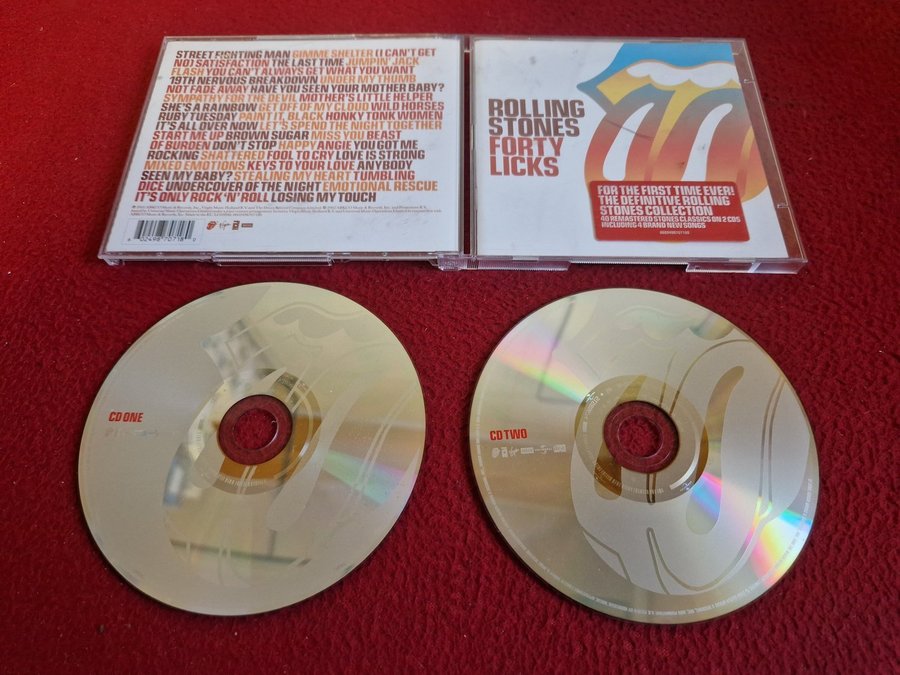 STREET FIGHTING MAN GIMME SHELTER (I CAN'T GET
NO) SATISFACTION THE LAST TIME JUMPIN' JACK
FLASH YOU CAN'T ALWAYS GET WHAT YOU WANT
19TH NERVOUS BREAKDOWN UNDER MY THUMB
NOT FADE AWAY HAVE YOU SEEN YOUR MOTHER BABY?
SYMPATHY FOR THE DEVIL MOTHER'S LITTLE HELPER
SHE'S A RAINBOW GET OFF OF MY CLOUD WILD HORSES
RUBY TUESDAY PAINT IT, BLACK HONKY TONK WOMEN
IT'S ALL OVER NOW LET'S SPEND THE NIGHT TOGETHER
START ME UP BROWN SUGAR MISS YOU BEAST
OF BURDEN DON'T STOP HAPPY ANGIE YOU GOT ME
ROCKING SHATTERED FOOL TO CRY LOVE IS STRONG
MIXED EMOTIONS KEYS TO YOUR LOVE ANYBODY
SEEN MY BABY? STEALING MY HEART TUMBLING
DICE UNDERCOVER OF THE NIGHT EMOTIONAL RESCUE
IT'S ONLY ROCK 'N' ROLL LOSING MY TOUCH
ROLLING
STONES
FORTY
LICKS
FOR THE FIRST TIME EVER!
THE DEFINITIVE ROLLING
STONES COLLECTION
40 REMASTERED STONES CLASSICS ON 2 CDS
INCLUDING 4 BRAND NEW SONGS
CD ONE
CD TWO